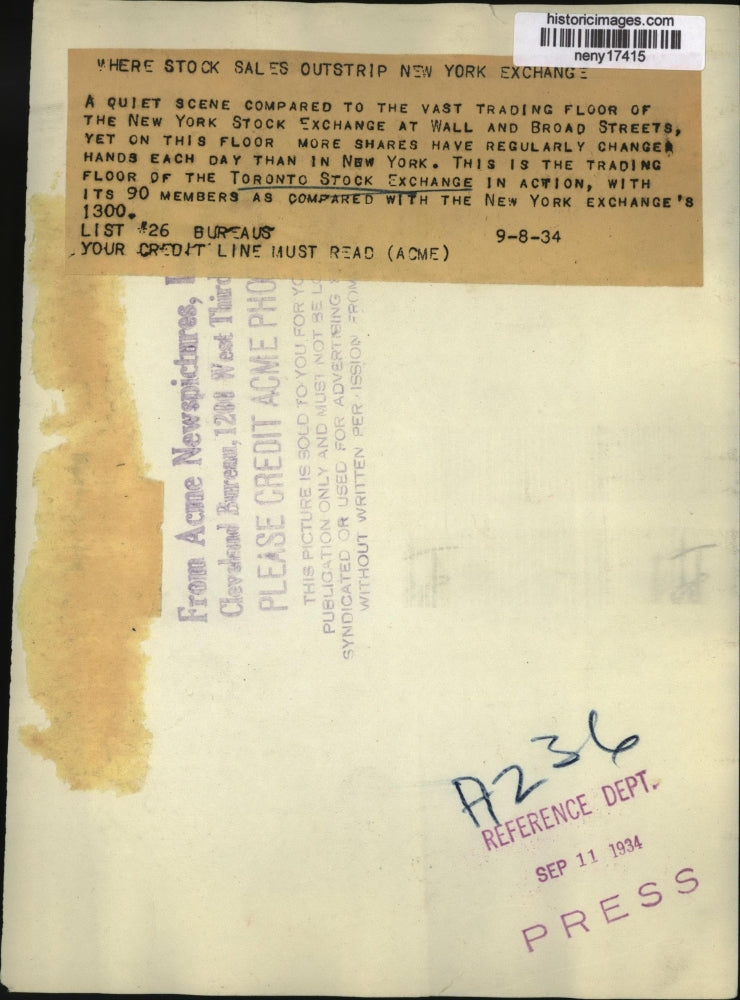 historicimages.com
neny17415
WHERE STOCK SALES OUTSTRIP NEW YORK EXCHANGE
A QUIET SCENE COMPARED TO THE VAST TRADING FLOOR OF
THE NEW YORK STOCK EXCHANGE AT WALL AND BROAD STREETS,
YET ON THIS FLOOR MORE SHARES HAVE REGULARLY CHANGER
HANDS EACH DAY THAN IN NEW YORK. THIS IS THE TRADING
FLOOR OF THE TORONTO STOCK EXCHANGE IN ACTION, WITH
ITS 90 MEMBERS AS COMPARED WITH THE NEW YORK EXCHANGE'S
1300.
LIST #26 BUREAUS 9-8-34
YOUR CREDIT LINE MUST READ (ACME)
From Acme Newspictures,
Cleveland Bureau, 1200 West Third
PLEASE CREDIT ACME PHO
THIS PICTURE IS SOLD TO YOU FOR YO
PUBLICATION ONLY AND MUST NOT BE LO
SYNDICATED OR USED FOR ADVERTISING
WITHOUT WRITTEN PERMISSION FROM
A236
REFERENCE DEPT.
SEP 11 1934
PRESS